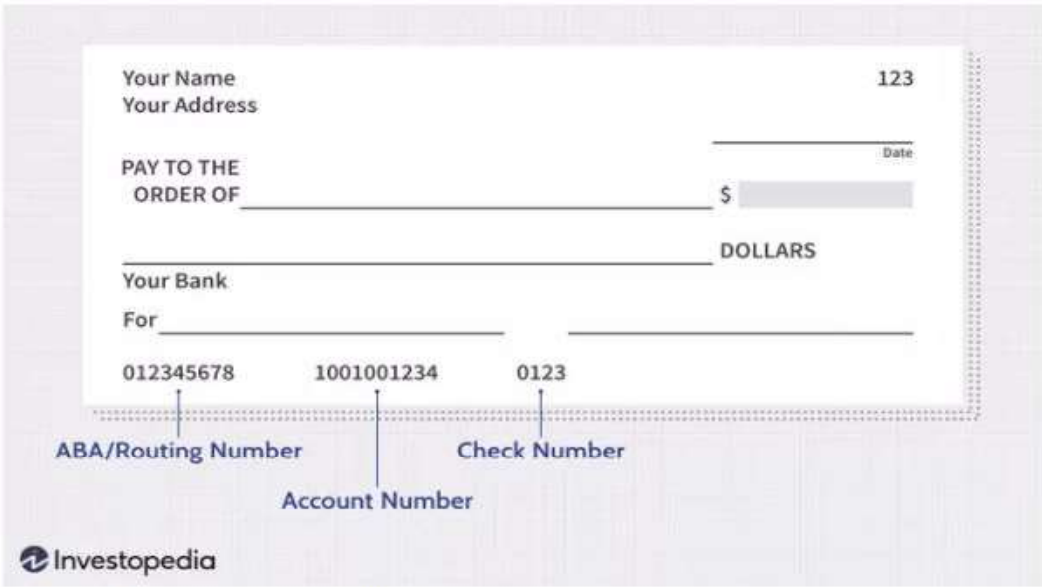 Your Name 123
Your Address
Date
PAY TO THE
ORDER OF $
DOLLARS
Your Bank
For
012345678 1001001234 0123
ABA/Routing Number Check Number
Account Number
Investopedia